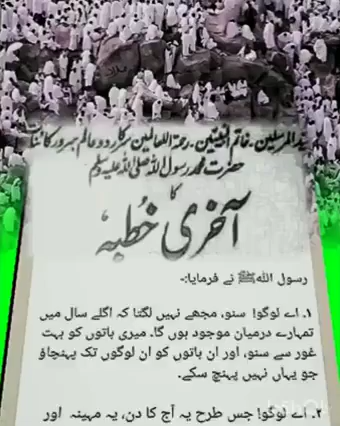 سید المرسلین۔ خاتم النبیین۔ رحمۃ اللعالمین سرکار دو عالم سرور کائنات
حضرت محمد رسول اللہ صلی اللہ علیہ وسلم
کا
آخری خطبہ
رسول اللہﷺ نے فرمایا:-
۱. اے لوگو! سنو، مجھے نہیں لگتا کہ اگلے سال میں
تمہارے درمیان موجود ہوں گا۔ میری باتوں کو بہت
غور سے سنو، اور ان باتوں کو ان لوگوں تک پہنچاؤ
جو یہاں نہیں پہنچ سکے۔
۲. اے لوگو! جس طرح یہ آج کا دن، یہ مہینہ اور